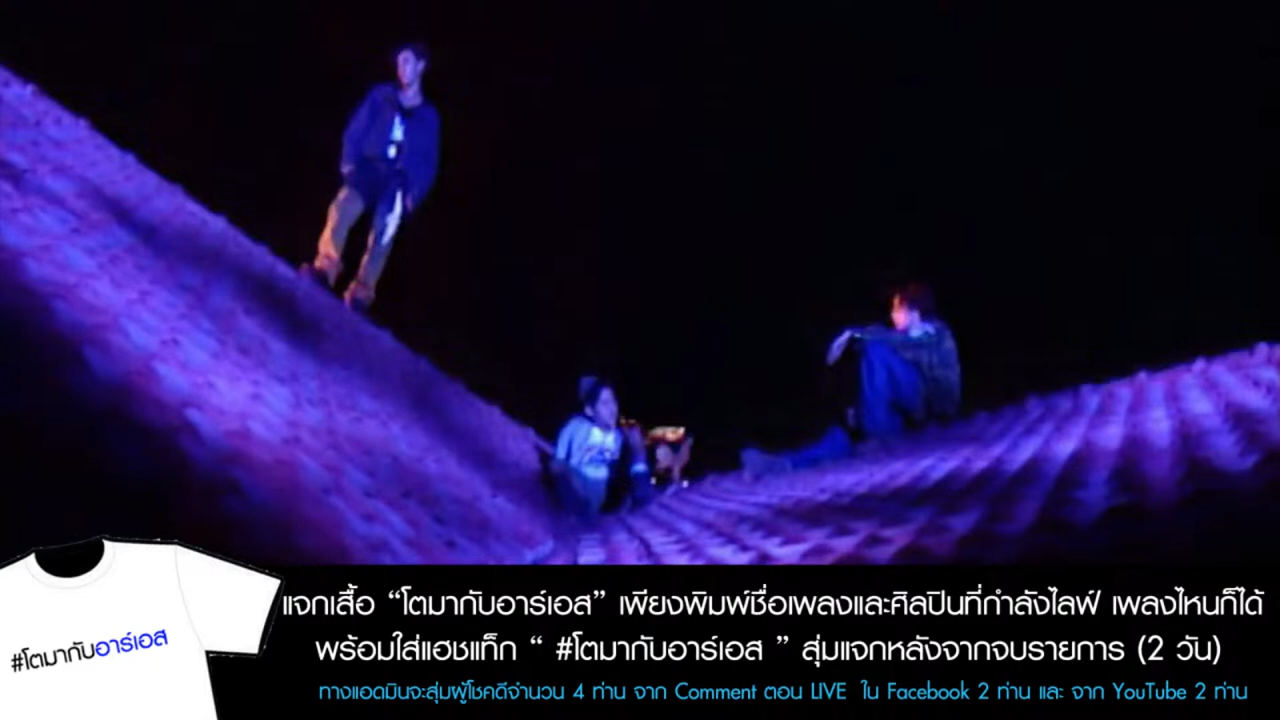 แจกเสื้อ “โตมากับอาร์เอส” เพียงพิมพ์ชื่อเพลงและศิลปินที่กำลังไลฟ์ เพลงไหนก็ได้
พร้อมใส่แฮชแท็ก “ #โตมากับอาร์เอส ” สุ่มแจกหลังจากจบรายการ (2 วัน)
#โตมากับอาร์เอส
ทางแอดมินจะสุ่มผู้โชคดีจำนวน 4 ท่าน จาก Comment ตอน LIVE ใน Facebook 2 ท่าน และ จาก YouTube 2 ท่าน